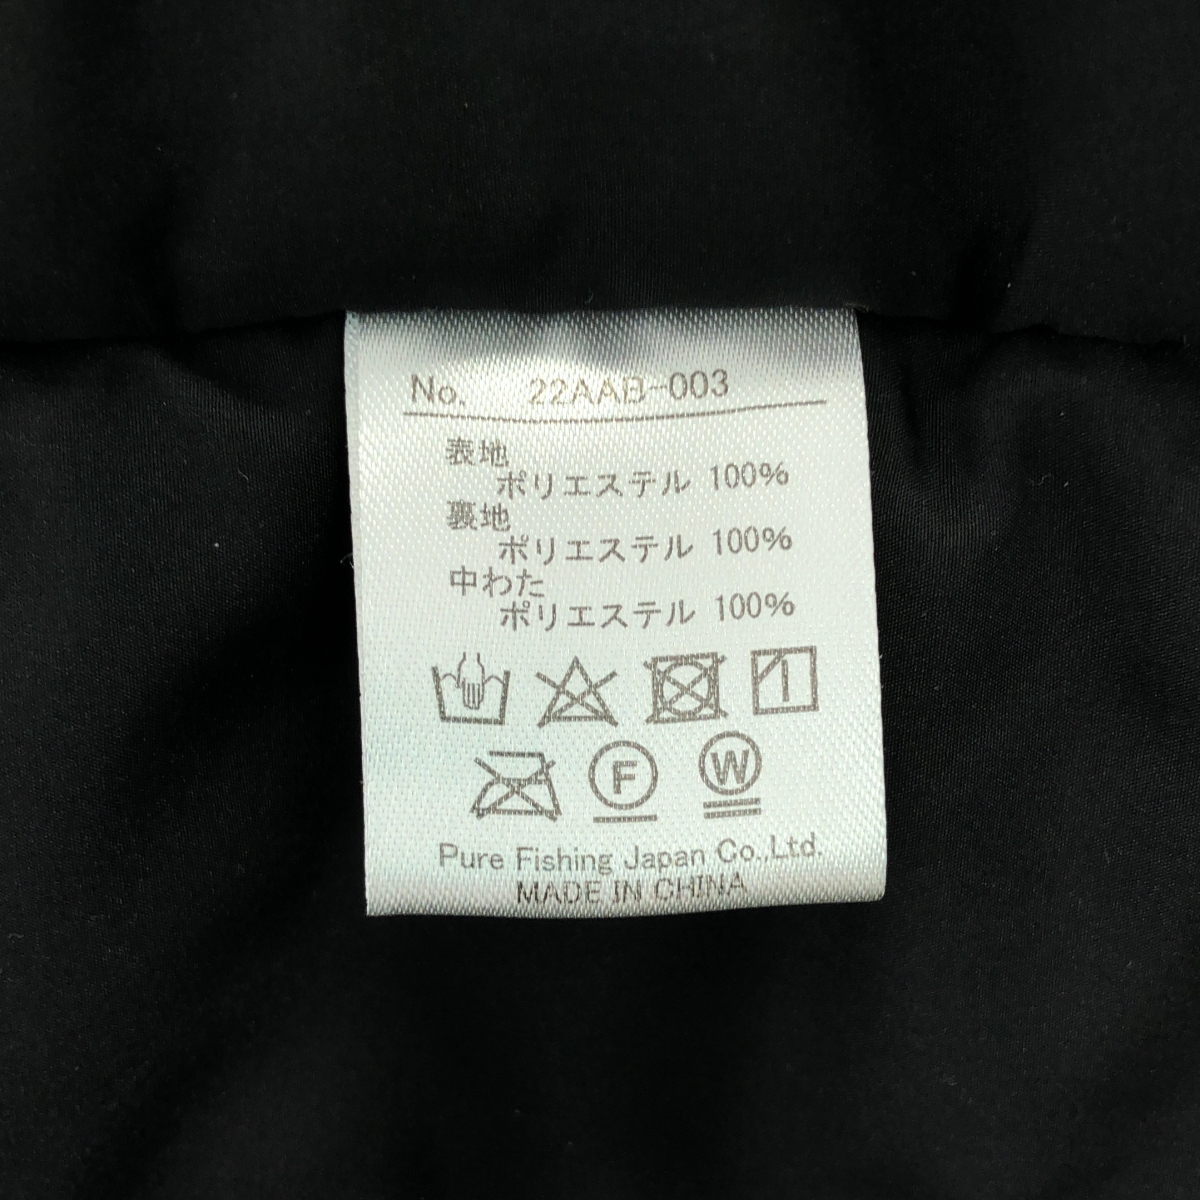 No. 22AAB-003
表地
ポリエステル 100%
裏地
ポリエステル 100%
中わた
ポリエステル 100%
F W
Pure Fishing Japan Co.,Ltd.
MADE IN CHINA